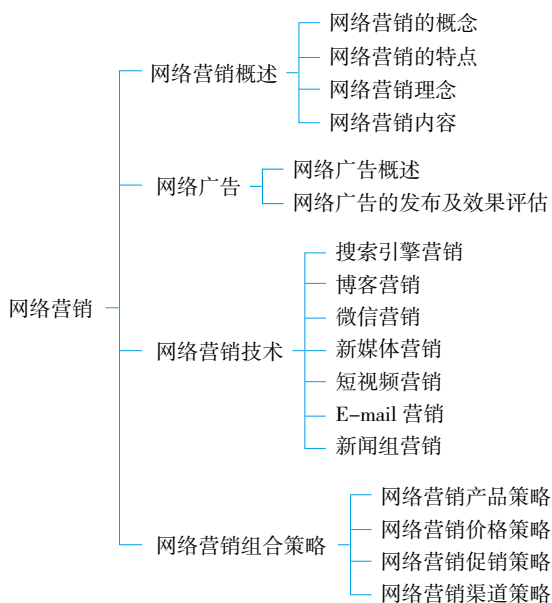 网络营销
网络营销概述
网络营销的概念
网络营销的特点
网络营销理念
网络营销内容
网络广告
网络广告概述
网络广告的发布及效果评估
网络营销技术
搜索引擎营销
博客营销
微信营销
新媒体营销
短视频营销
E-mail 营销
新闻组营销
网络营销组合策略
网络营销产品策略
网络营销价格策略
网络营销促销策略
网络营销渠道策略